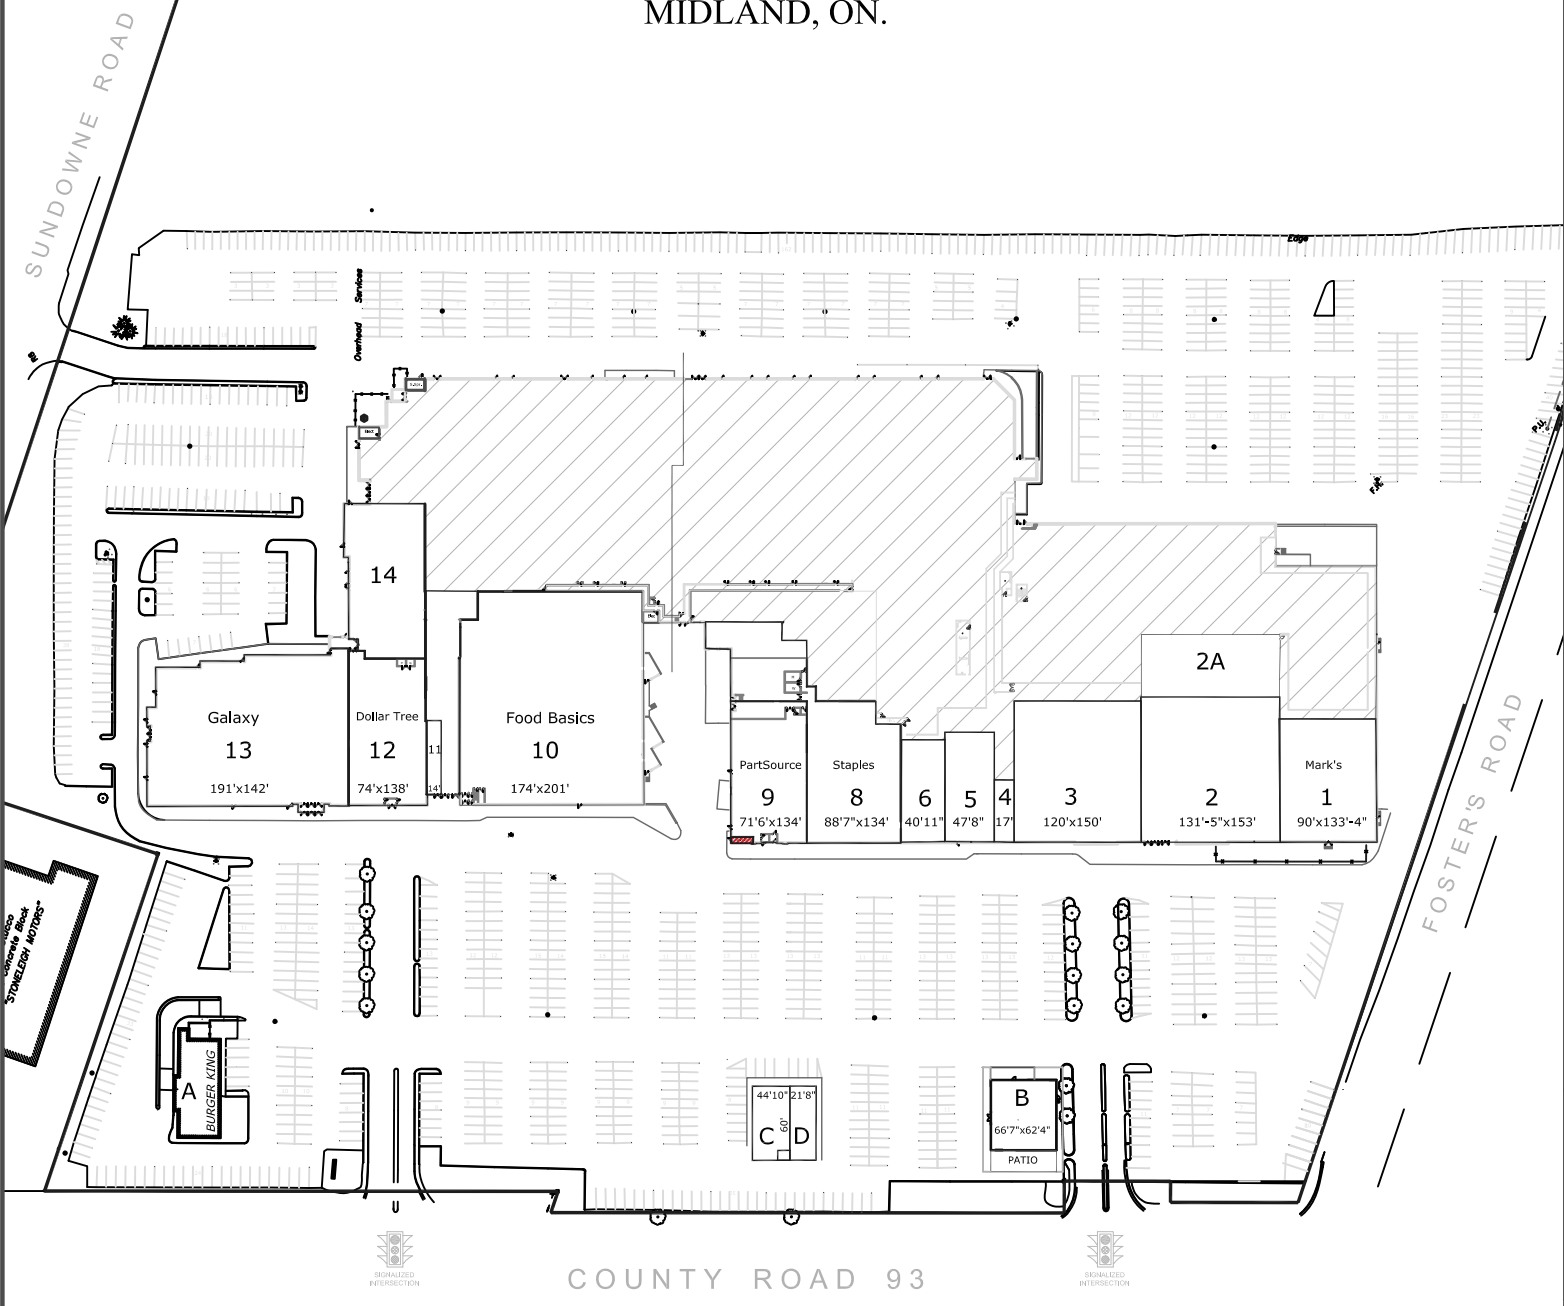 MIDLAND, ON.
SUNDOWNE ROAD
Edge
Overhead Services
P.U.
14
2A
Galaxy
13
191'x142'
Dollar Tree
12
74'x138'
11
14'
Food Basics
10
174'x201'
PartSource
9
71'6"x134'
Staples
8
88'7"x134'
6
40'11"
5
47'8"
4
17'
3
120'x150'
2
131'-5"x153'
Mark's
1
90'x133'-4"
FOSTER'S ROAD
Concrete Block
"STONELEIGH MOTORS"
A
BURGER KING
44'10"
21'8"
60'
C
D
B
66'7"x62'4"
PATIO
SIGNALIZED
INTERSECTION
SIGNALIZED
INTERSECTION
COUNTY ROAD 93